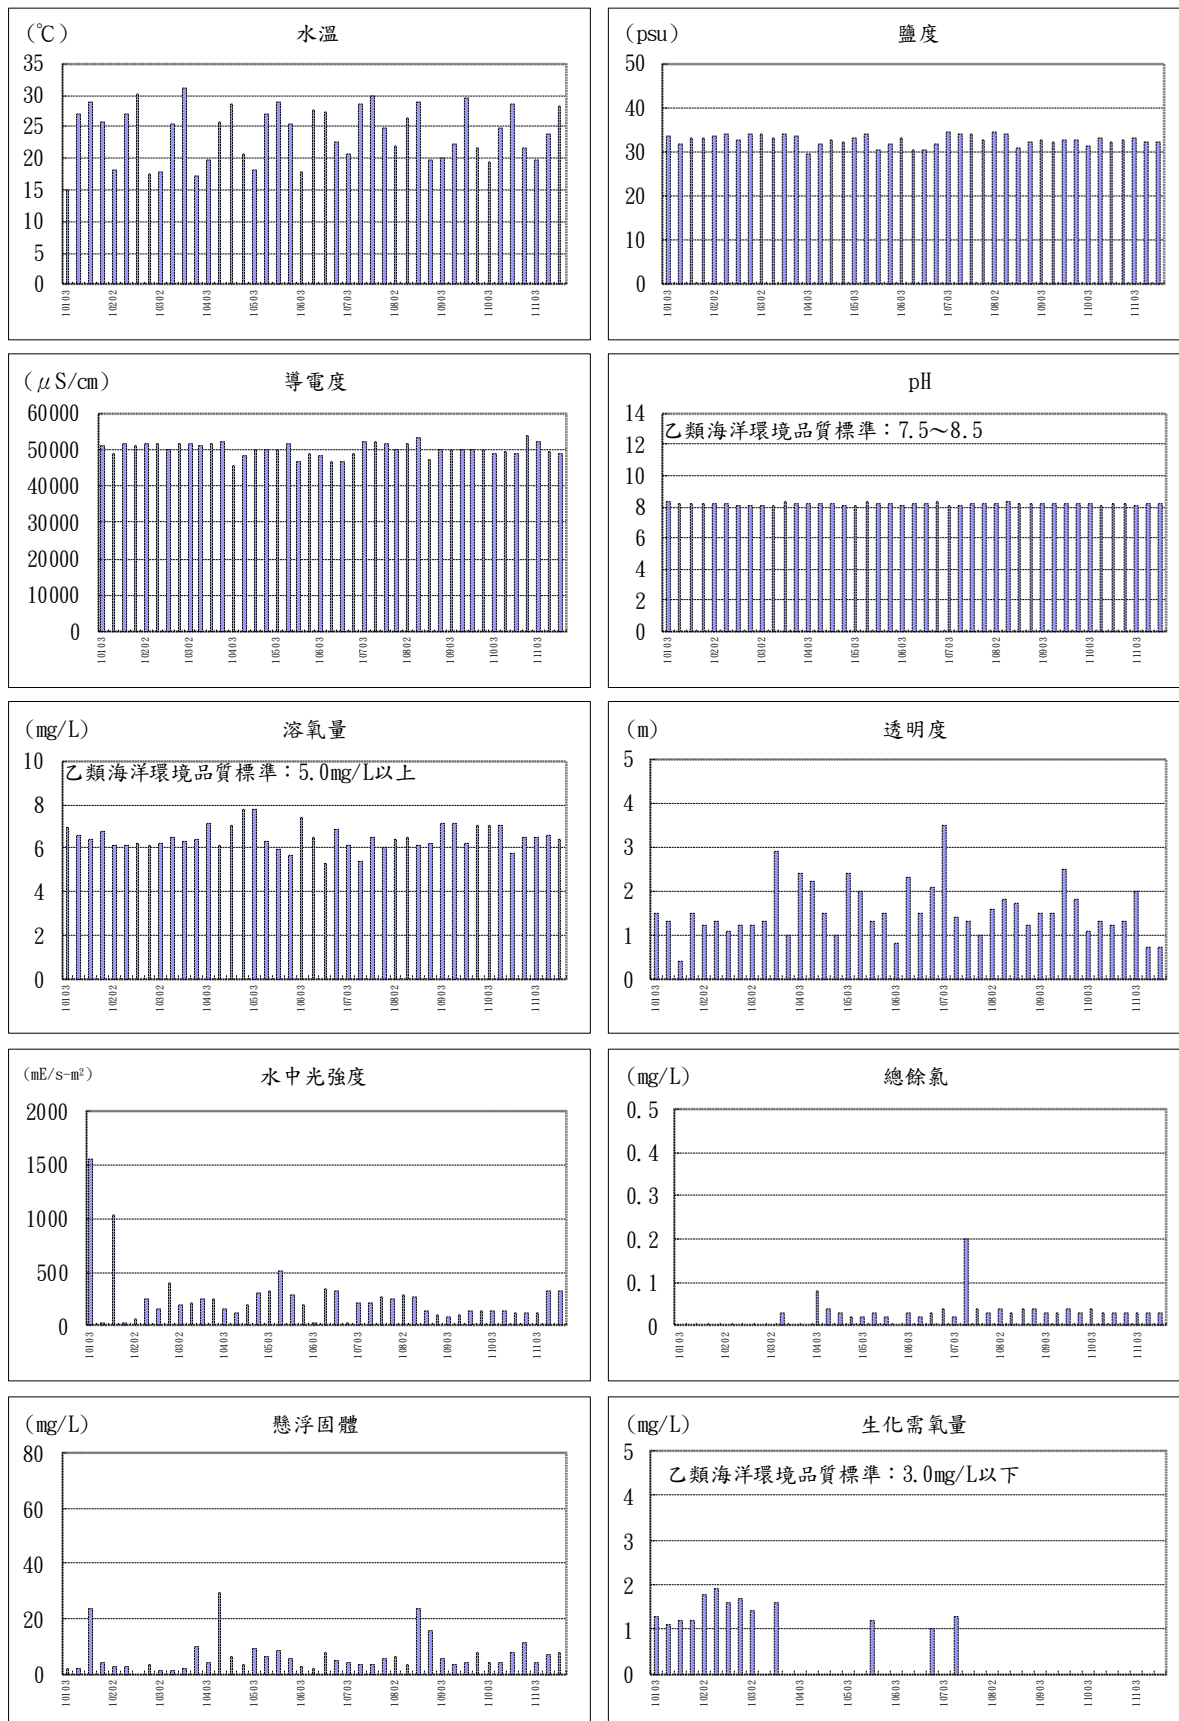 (℃) 水溫
35
30
25
20
15
10
5
0
10103 10202 10302 10403 10503 10603 10703 10802 10903 11003 11103
(psu) 鹽度
50
40
30
20
10
0
10103 10202 10302 10403 10503 10603 10703 10802 10903 11003 11103
(μS/cm) 導電度
60000
50000
40000
30000
20000
10000
0
10103 10202 10302 10403 10503 10603 10703 10802 10903 11003 11103
pH
14
乙類海洋環境品質標準：7.5～8.5
12
10
8
6
4
2
0
10103 10202 10302 10403 10503 10603 10703 10802 10903 11003 11103
(mg/L) 溶氧量
10
乙類海洋環境品質標準：5.0mg/L以上
8
6
4
2
0
10103 10202 10302 10403 10503 10603 10703 10802 10903 11003 11103
(m) 透明度
5
4
3
2
1
0
10103 10202 10302 10403 10503 10603 10703 10802 10903 11003 11103
(mE/s-m²) 水中光強度
2000
1500
1000
500
0
10103 10202 10302 10403 10503 10603 10703 10802 10903 11003 11103
(mg/L) 總餘氯
0.5
0.4
0.3
0.2
0.1
0
10103 10202 10302 10403 10503 10603 10703 10802 10903 11003 11103
(mg/L) 懸浮固體
80
60
40
20
0
10103 10202 10302 10403 10503 10603 10703 10802 10903 11003 11103
(mg/L) 生化需氧量
5
乙類海洋環境品質標準：3.0mg/L以下
4
3
2
1
0
10103 10202 10302 10403 10503 10603 10703 10802 10903 11003 11103